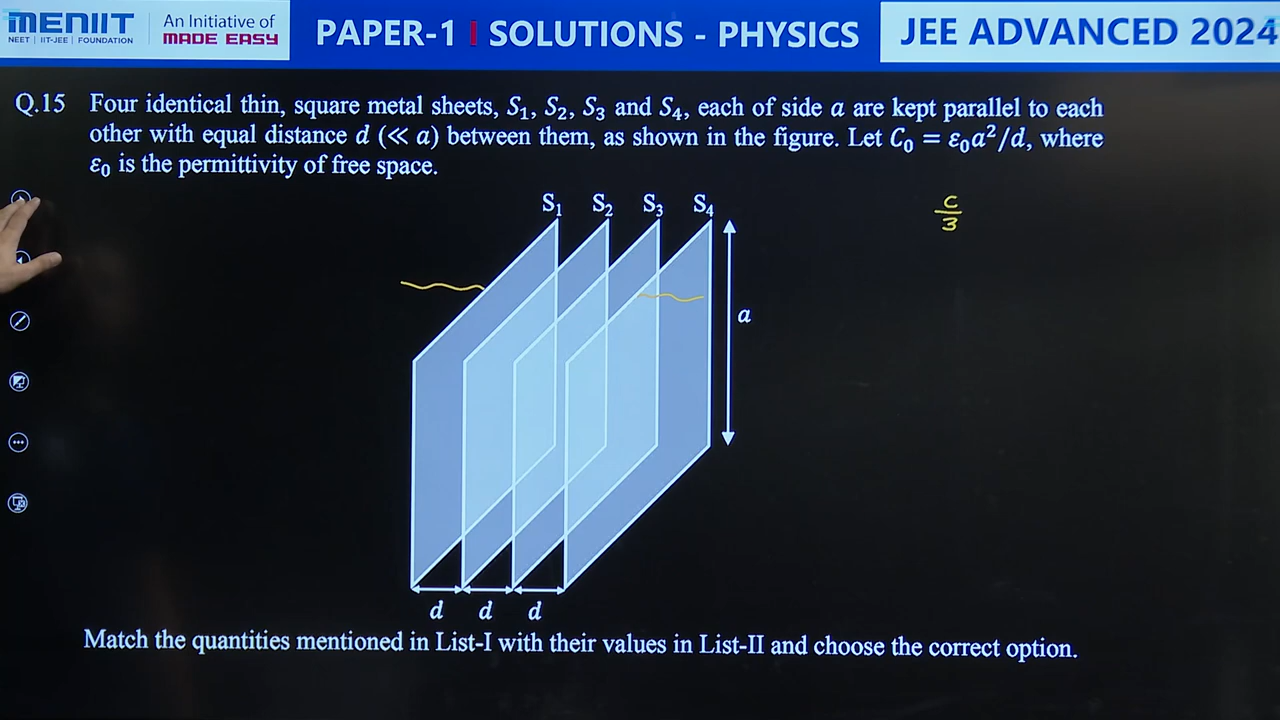 MENIIT
NEET | IIT-JEE | FOUNDATION
An Initiative of
MADE EASY
PAPER-1 | SOLUTIONS - PHYSICS
JEE ADVANCED 2024
Q.15 Four identical thin, square metal sheets, S₁, S₂, S₃ and S₄, each of side a are kept parallel to each
other with equal distance d (≪ a) between them, as shown in the figure. Let C₀ = ε₀a²/d, where
ε₀ is the permittivity of free space.
S₁ S₂ S₃ S₄
C/3
a
d d d
Match the quantities mentioned in List-I with their values in List-II and choose the correct option.